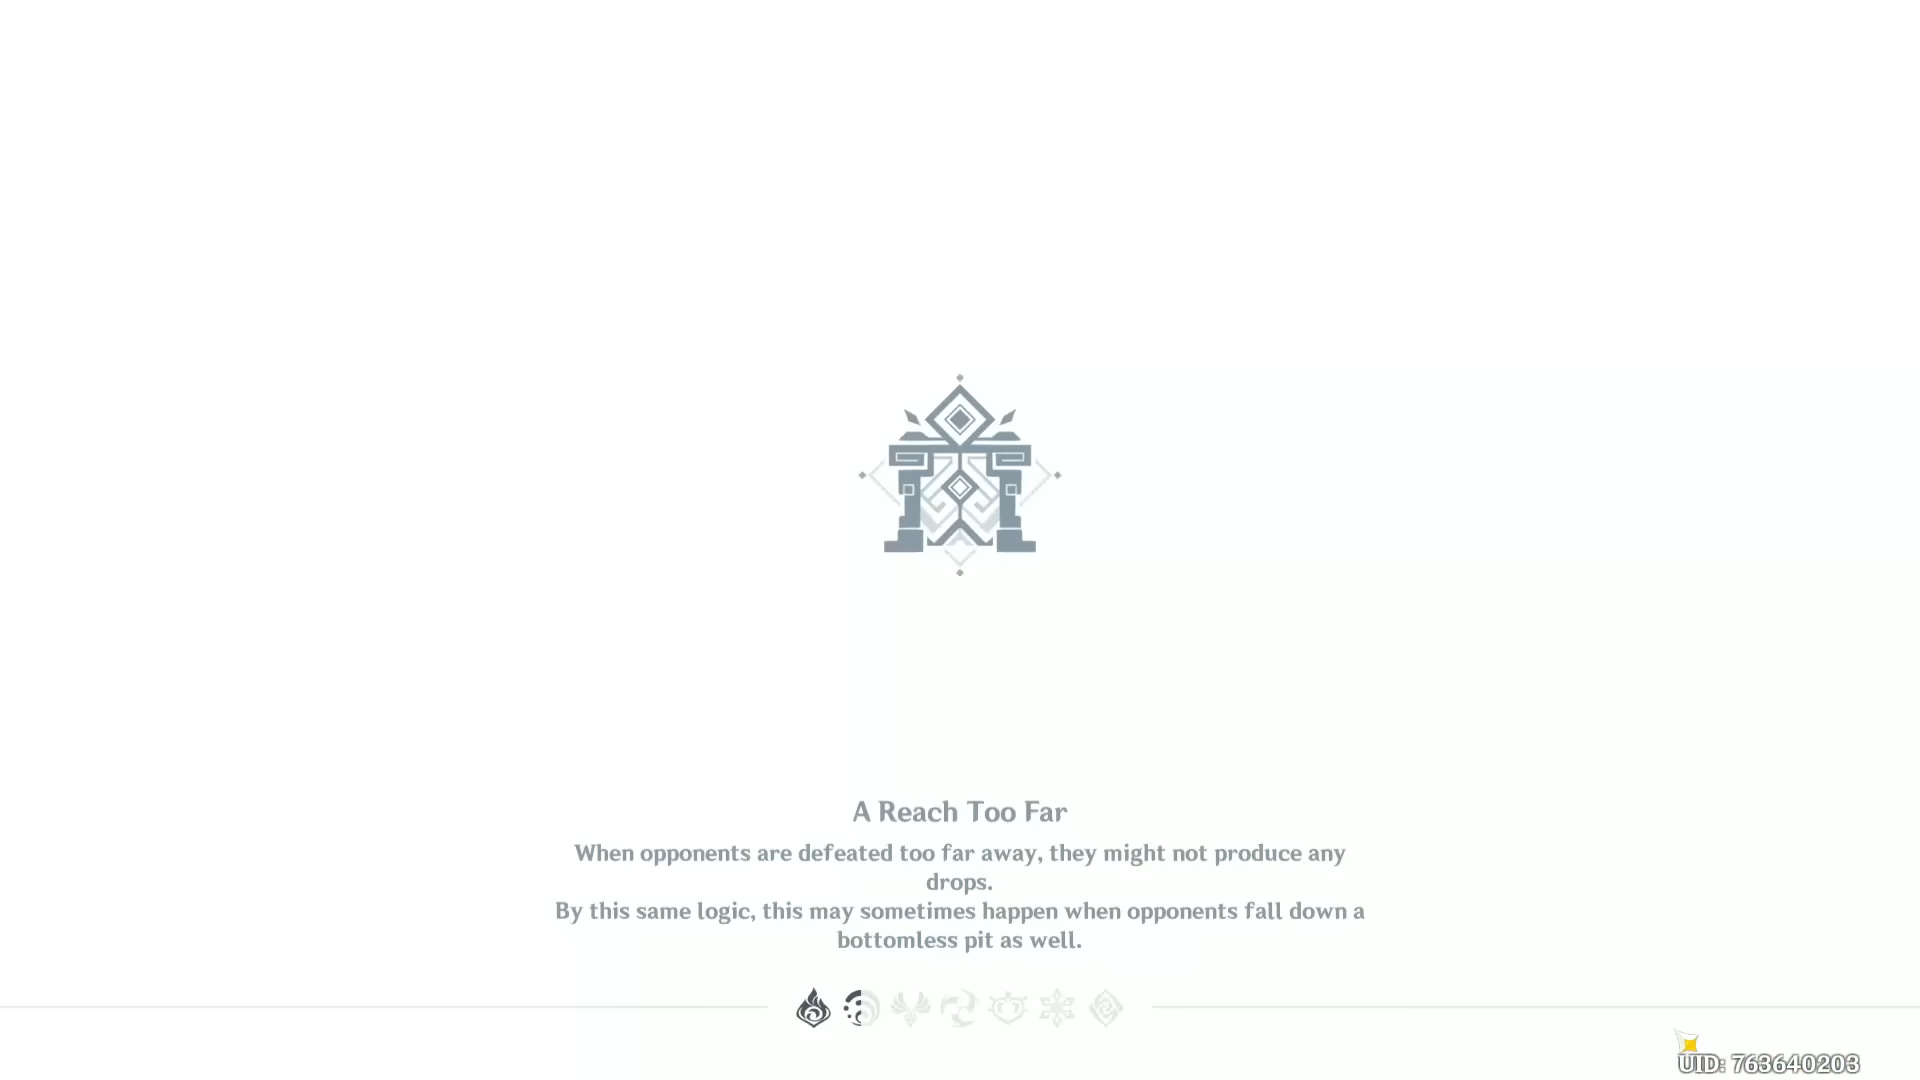 A Reach Too Far
When opponents are defeated too far away, they might not produce any
drops.
By this same logic, this may sometimes happen when opponents fall down a
bottomless pit as well.
UID: 763640203